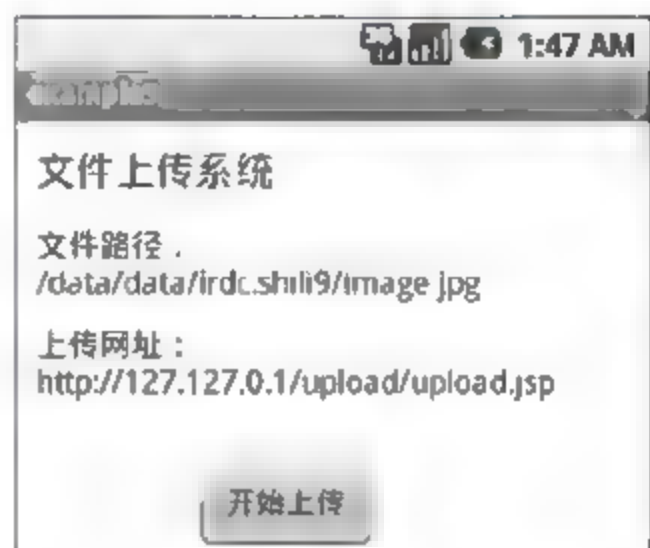 1:47 AM
文件上传系统
文件路径：
/data/data/irdc.shili9/image.jpg
上传网址：
http://127.127.0.1/upload/upload.jsp
开始上传